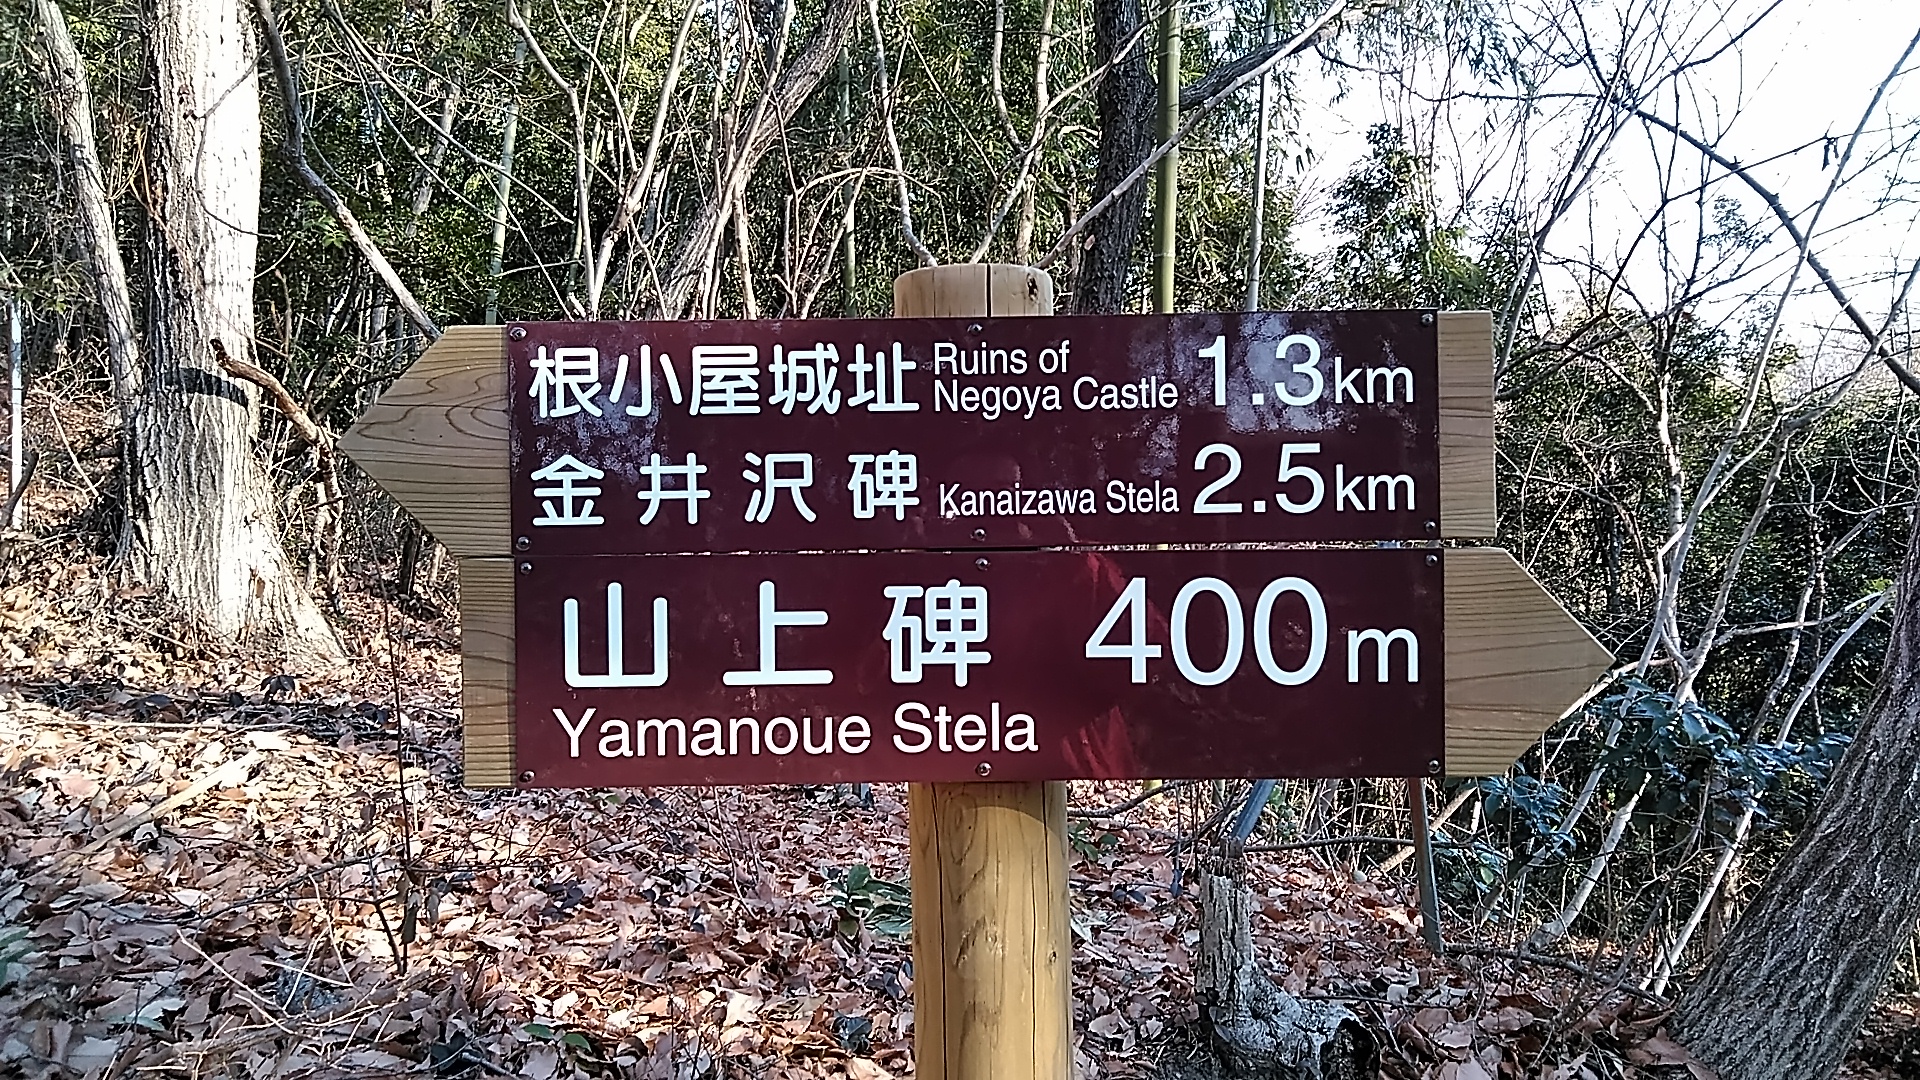 根小屋城址 Ruins of Negoya Castle 1.3km
金井沢碑 Kanaizawa Stela 2.5km
山上碑 400m
Yamanoue Stela